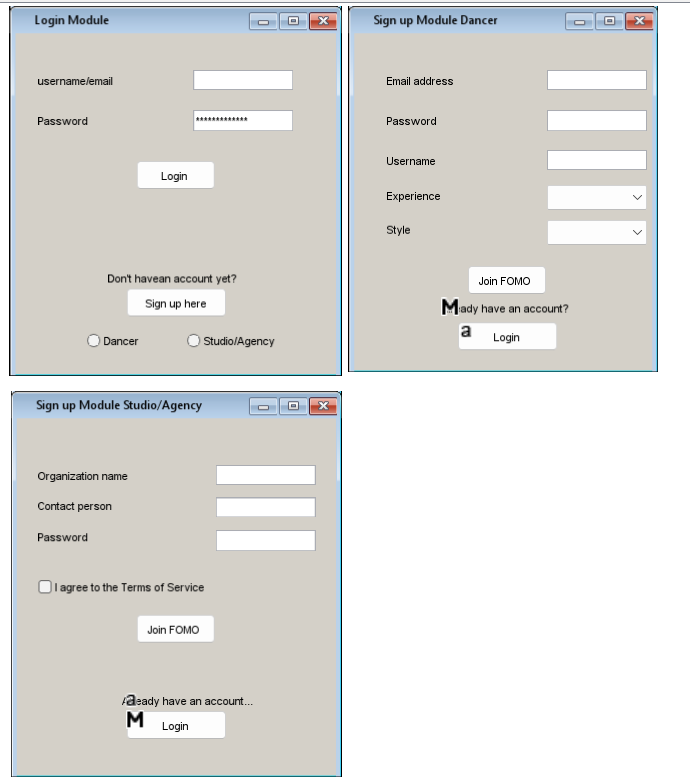 Login Module
username/email
Password *************
Login
Don't havean account yet?
Sign up here
Dancer Studio/Agency
Sign up Module Dancer
Email address
Password
Username
Experience
Style
Join FOMO
M
eady have an account?
a
Login
Sign up Module Studio/Agency
Organization name
Contact person
Password
I agree to the Terms of Service
Join FOMO
a
Already have an account...
M
Login